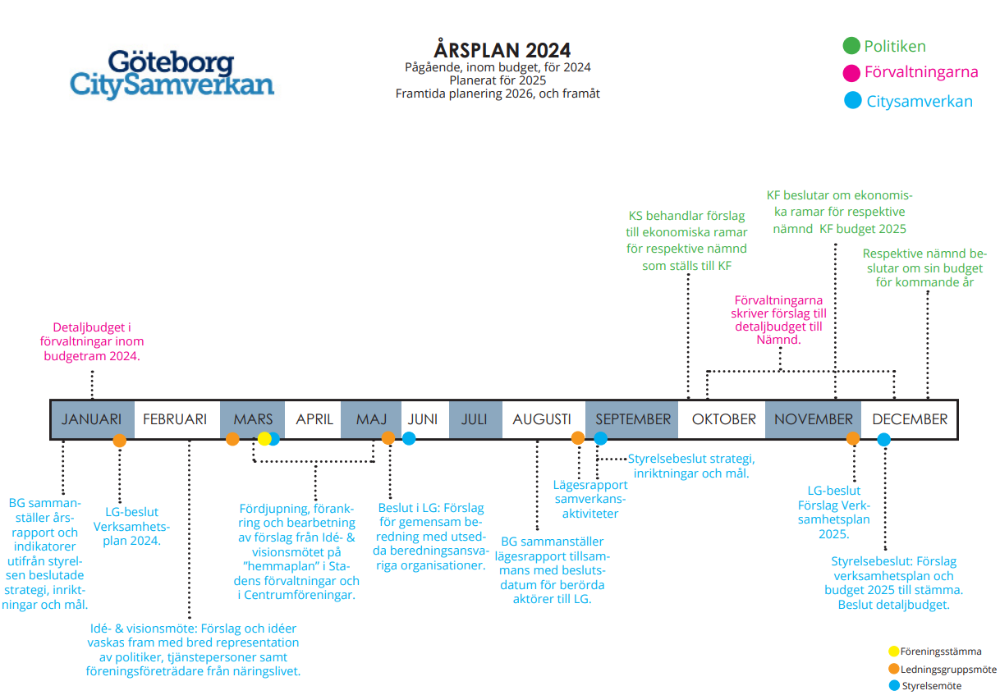 Göteborg
CitySamverkan
ÅRSPLAN 2024
Pågående, inom budget, för 2024
Planerat för 2025
Framtida planering 2026, och framåt
Politiken
Förvaltningarna
Citysamverkan
KS behandlar förslag
till ekonomiska ramar
för respektive nämnd
som ställs till KF
KF beslutar om ekonomis-
ka ramar för respektive
nämnd KF budget 2025
Respektive nämnd be-
slutar om sin budget
för kommande år
Förvaltningarna
skriver förslag till
detaljbudget till
Nämnd.
Detaljbudget i
förvaltningar inom
budgetram 2024.
JANUARI FEBRUARI MARS APRIL MAJ JUNI JULI AUGUSTI SEPTEMBER OKTOBER NOVEMBER DECEMBER
BG samman-
ställer års-
rapport och
indikatorer
utifrån styrel-
sen beslutade
strategi, inrikt-
ningar och mål.
LG-beslut
Verksamhets-
plan 2024.
Idé- & visionsmöte: Förslag och idéer
vaskas fram med bred representation
av politiker, tjänstepersoner samt
föreningsföreträdare från näringslivet.
Fördjupning, förank-
ring och bearbetning
av förslag från Idé- &
visionsmötet på
”hemmaplan” i Sta-
dens förvaltningar och
i Centrumföreningar.
Beslut i LG: Förslag
för gemensam be-
redning med utsed-
da beredningsansva-
riga organisationer.
BG sammanställer
lägesrapport tillsam-
mans med besluts-
datum för berörda
aktörer till LG.
Lägesrapport
samverkans-
aktiviteter
Styrelsebeslut strategi,
inriktningar och mål.
LG-beslut
Förslag Verk-
samhetsplan
2025.
Styrelsebeslut: Förslag
verksamhetsplan och
budget 2025 till stämma.
Beslut detaljbudget.
Föreningsstämma
Ledningsgruppsmöte
Styrelsemöte